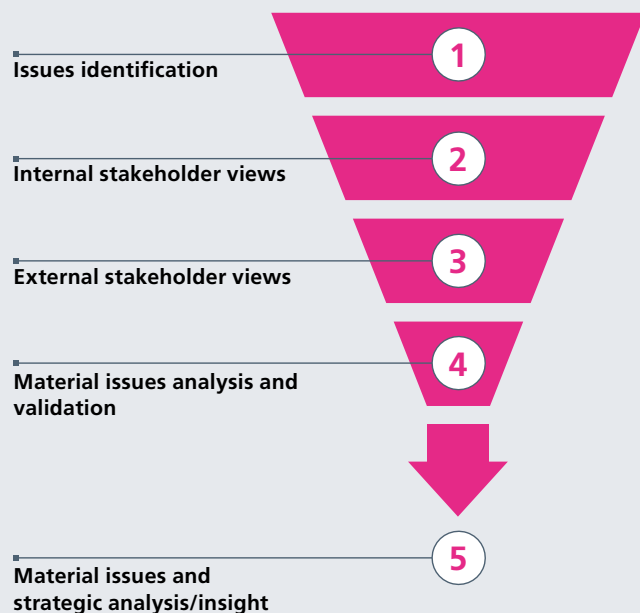 1
Issues identification
2
Internal stakeholder views
3
External stakeholder views
4
Material issues analysis and
validation
5
Material issues and
strategic analysis/insight